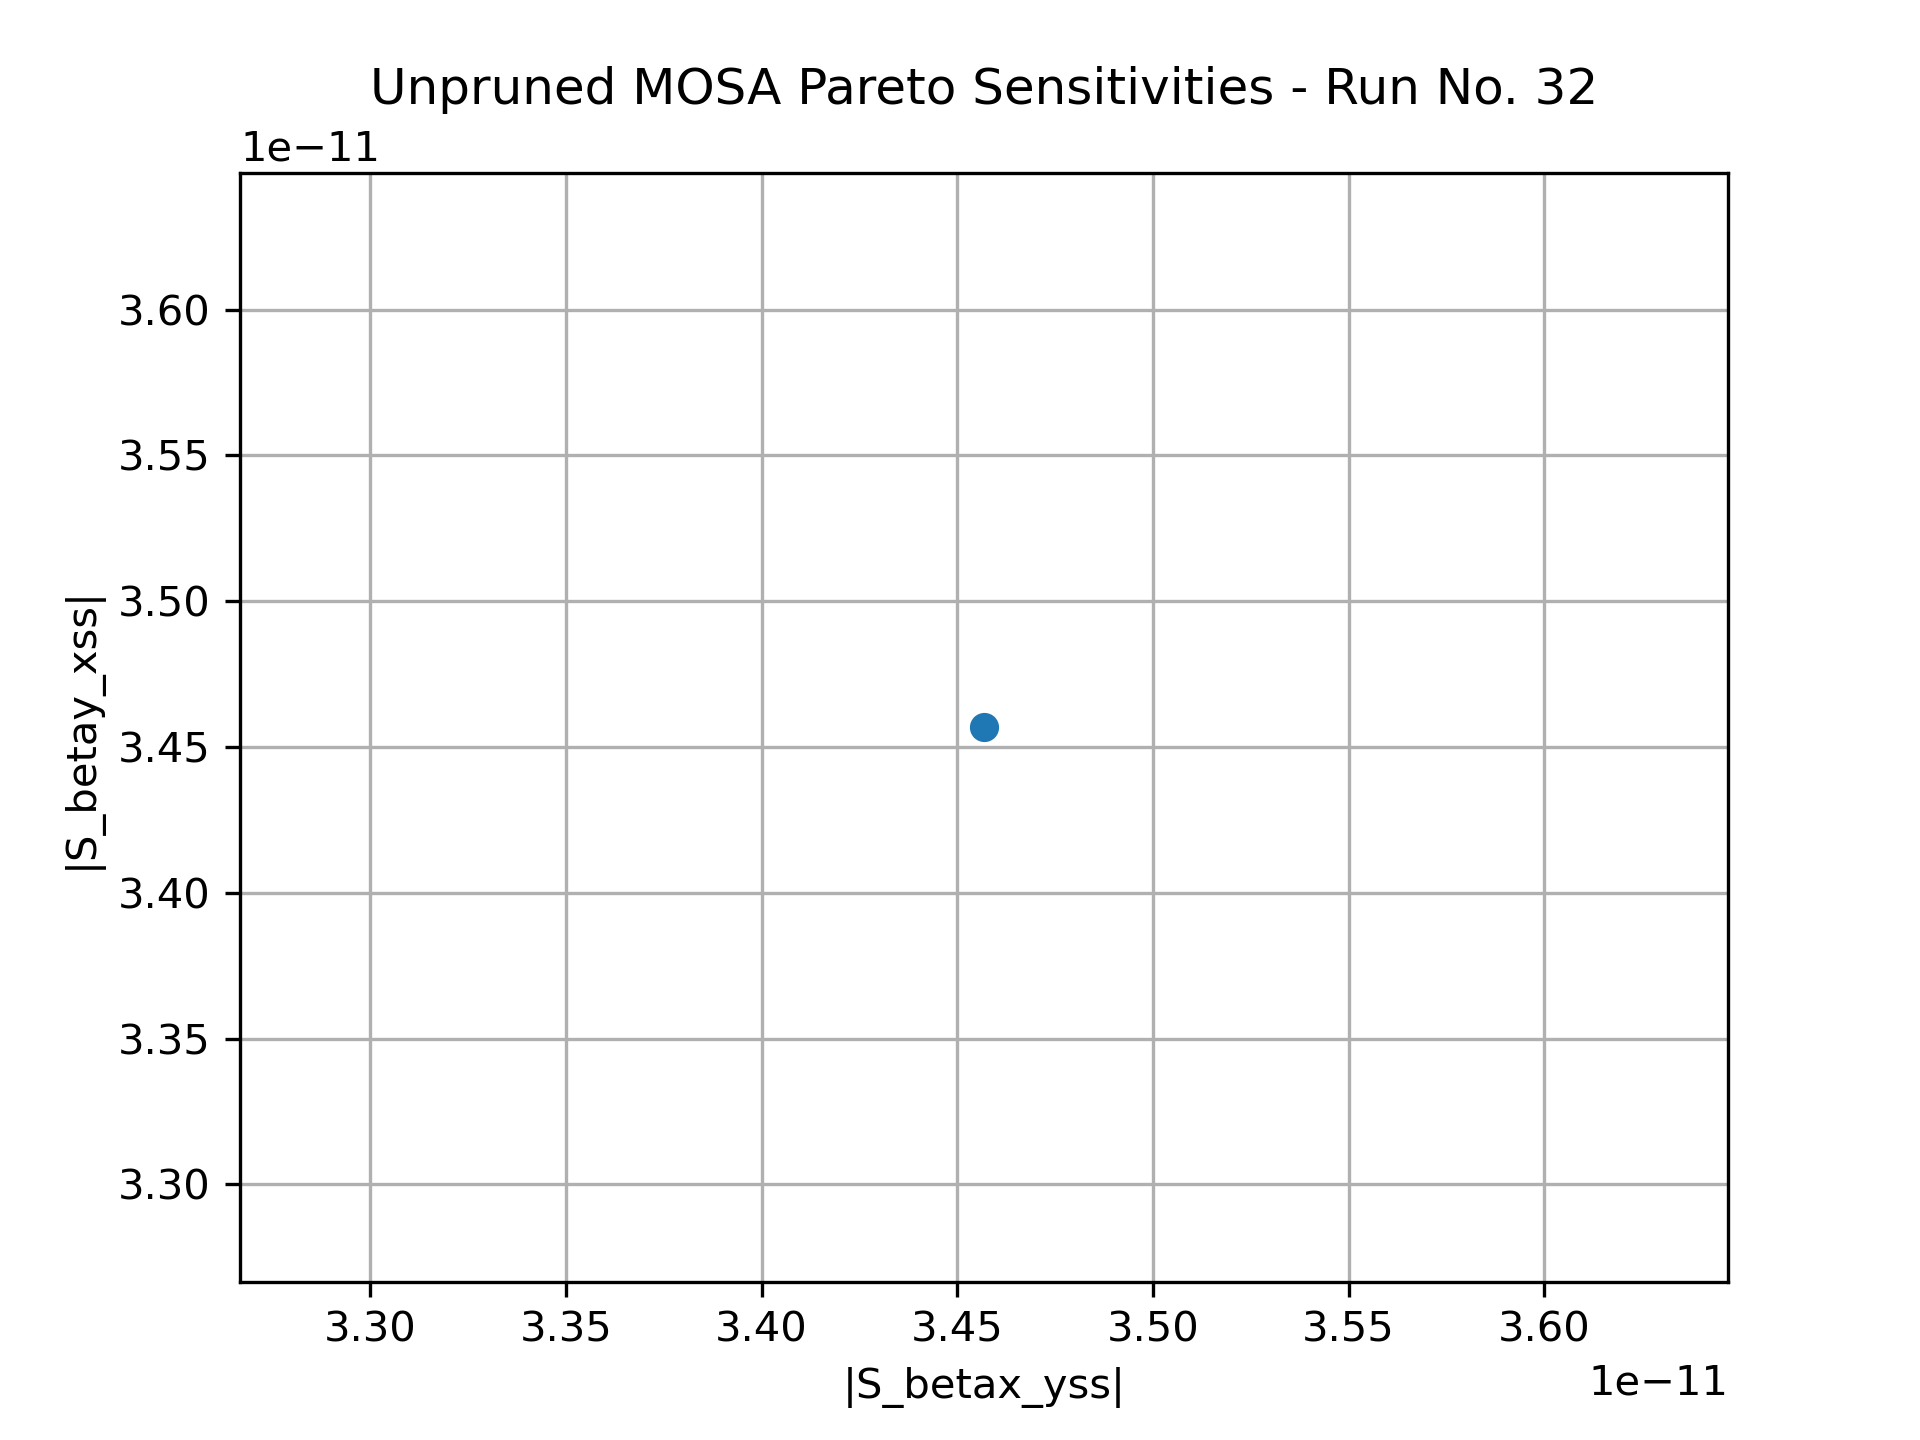 Unpruned MOSA Pareto Sensitivities - Run No. 32
1e−11
3.60
3.55
3.50
3.45
3.40
3.35
3.30
|S_betay_xss|
3.30 3.35 3.40 3.45 3.50 3.55 3.60
|S_betax_yss|
1e−11